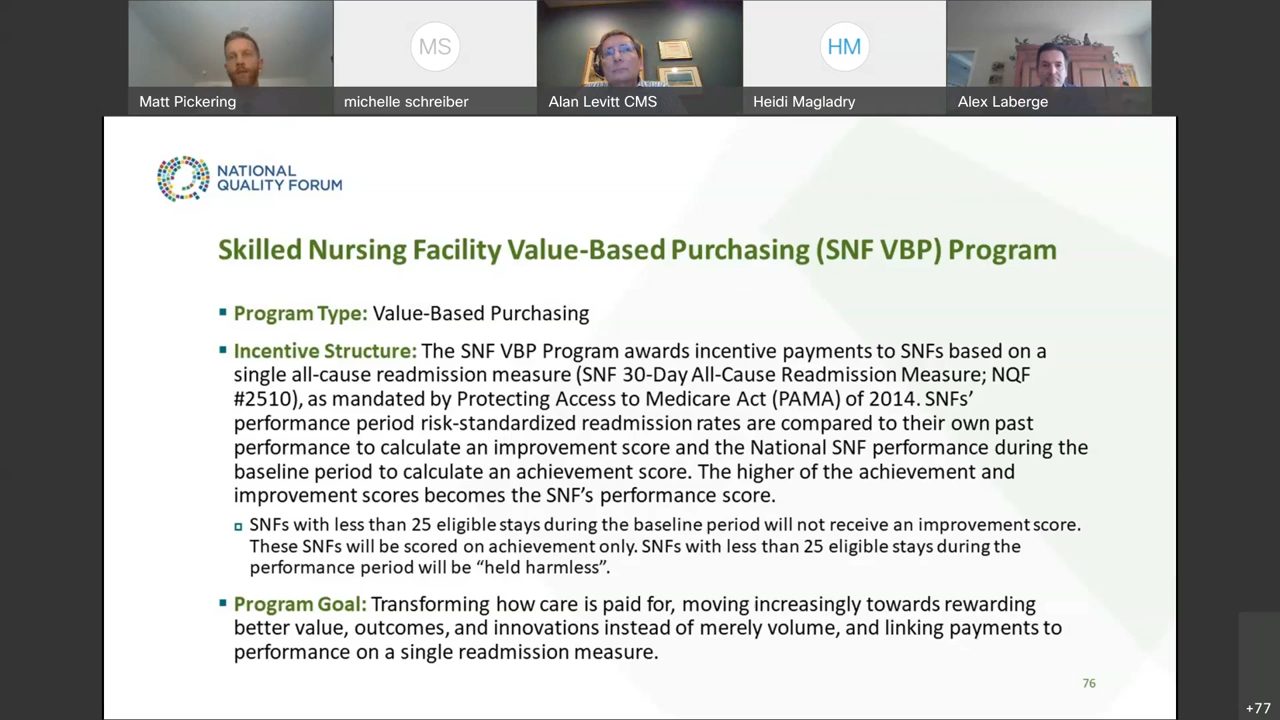 MS
HM
Matt Pickering
michelle schreiber
Alan Levitt CMS
Heidi Magladry
Alex Laberge
NATIONAL
QUALITY FORUM
Skilled Nursing Facility Value-Based Purchasing (SNF VBP) Program
▪ Program Type: Value-Based Purchasing
▪ Incentive Structure: The SNF VBP Program awards incentive payments to SNFs based on a
single all-cause readmission measure (SNF 30-Day All-Cause Readmission Measure; NQF
#2510), as mandated by Protecting Access to Medicare Act (PAMA) of 2014. SNFs’
performance period risk-standardized readmission rates are compared to their own past
performance to calculate an improvement score and the National SNF performance during the
baseline period to calculate an achievement score. The higher of the achievement and
improvement scores becomes the SNF’s performance score.
▫ SNFs with less than 25 eligible stays during the baseline period will not receive an improvement score.
These SNFs will be scored on achievement only. SNFs with less than 25 eligible stays during the
performance period will be “held harmless”.
▪ Program Goal: Transforming how care is paid for, moving increasingly towards rewarding
better value, outcomes, and innovations instead of merely volume, and linking payments to
performance on a single readmission measure.
76
+77